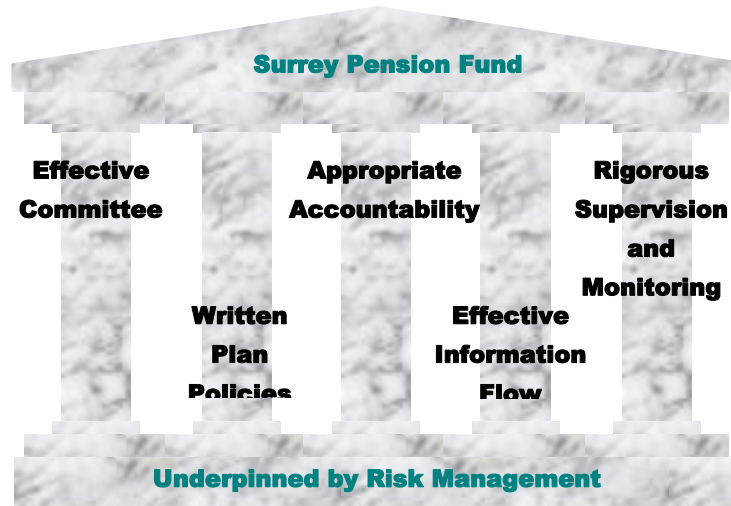 Surrey Pension Fund
Effective
Committee
Written
Plan
Policies
Appropriate
Accountability
Effective
Information
Flow
Rigorous
Supervision
and
Monitoring
Underpinned by Risk Management